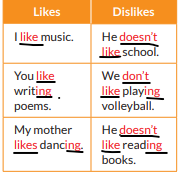 Likes
Dislikes
I like music.
He doesn't
like school.
You like
writing
poems.
We don't
like playing
volleyball.
My mother
likes dancing.
He doesn't
like reading
books.